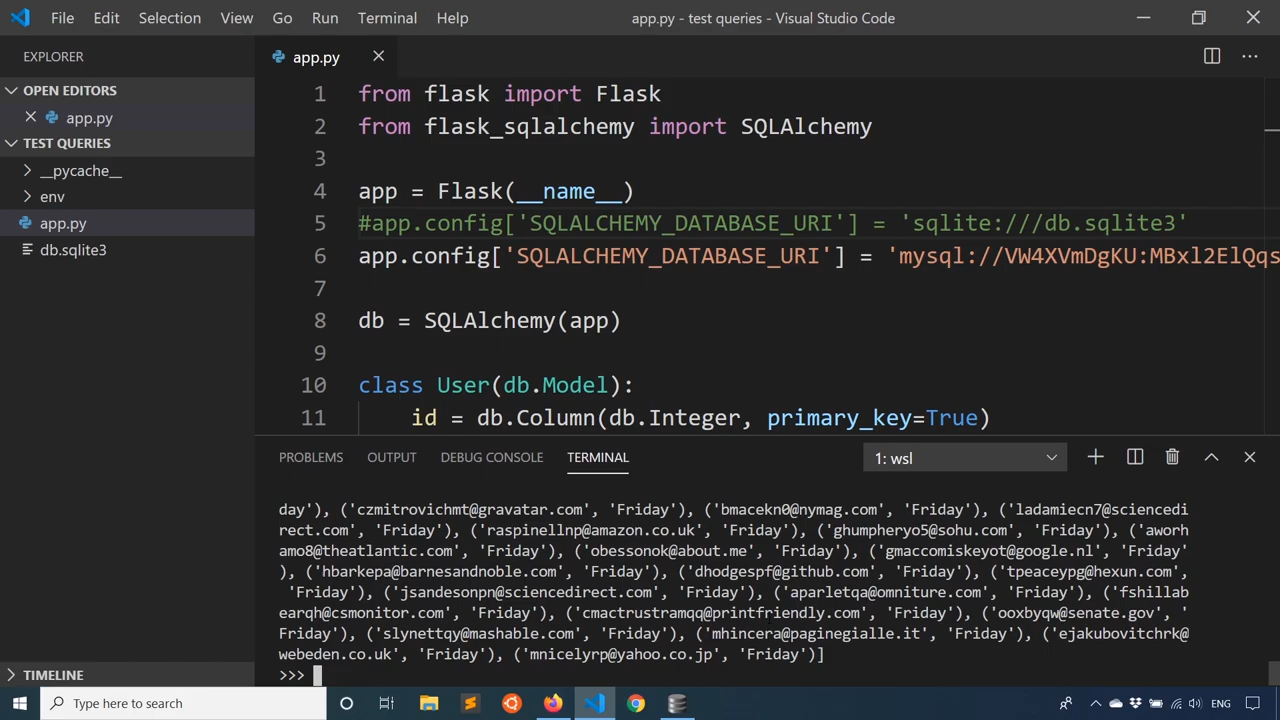 File Edit Selection View Go Run Terminal Help app.py - test queries - Visual Studio Code
EXPLORER
OPEN EDITORS
app.py
TEST QUERIES
__pycache__
env
app.py
db.sqlite3
TIMELINE
app.py
1 from flask import Flask
2 from flask_sqlalchemy import SQLAlchemy
3
4 app = Flask(__name__)
5 #app.config['SQLALCHEMY_DATABASE_URI'] = 'sqlite:///db.sqlite3'
6 app.config['SQLALCHEMY_DATABASE_URI'] = 'mysql://VW4XVmDgKU:MBxl2ElQqs
7
8 db = SQLAlchemy(app)
9
10 class User(db.Model):
11 id = db.Column(db.Integer, primary_key=True)
PROBLEMS OUTPUT DEBUG CONSOLE TERMINAL 1: wsl
day'), ('czmitrovichmt@gravatar.com', 'Friday'), ('bmacekn0@nymag.com', 'Friday'), ('ladamiecn7@sciencedi
rect.com', 'Friday'), ('raspinellnp@amazon.co.uk', 'Friday'), ('ghumpheryo5@sohu.com', 'Friday'), ('aworh
amo8@theatlantic.com', 'Friday'), ('obessonok@about.me', 'Friday'), ('gmaccomiskeyot@google.nl', 'Friday'
), ('hbarkepa@barnesandnoble.com', 'Friday'), ('dhodgespf@github.com', 'Friday'), ('tpeaceypg@hexun.com',
'Friday'), ('jsandesonpn@sciencedirect.com', 'Friday'), ('aparletqa@omniture.com', 'Friday'), ('fshillab
earqh@csmonitor.com', 'Friday'), ('cmactrustramqq@printfriendly.com', 'Friday'), ('ooxbyqw@senate.gov', '
Friday'), ('slynettqy@mashable.com', 'Friday'), ('mhincera@paginegialle.it', 'Friday'), ('ejakubovitchrk@
webeden.co.uk', 'Friday'), ('mnicelyrp@yahoo.co.jp', 'Friday')]
>>>
Type here to search
ENG